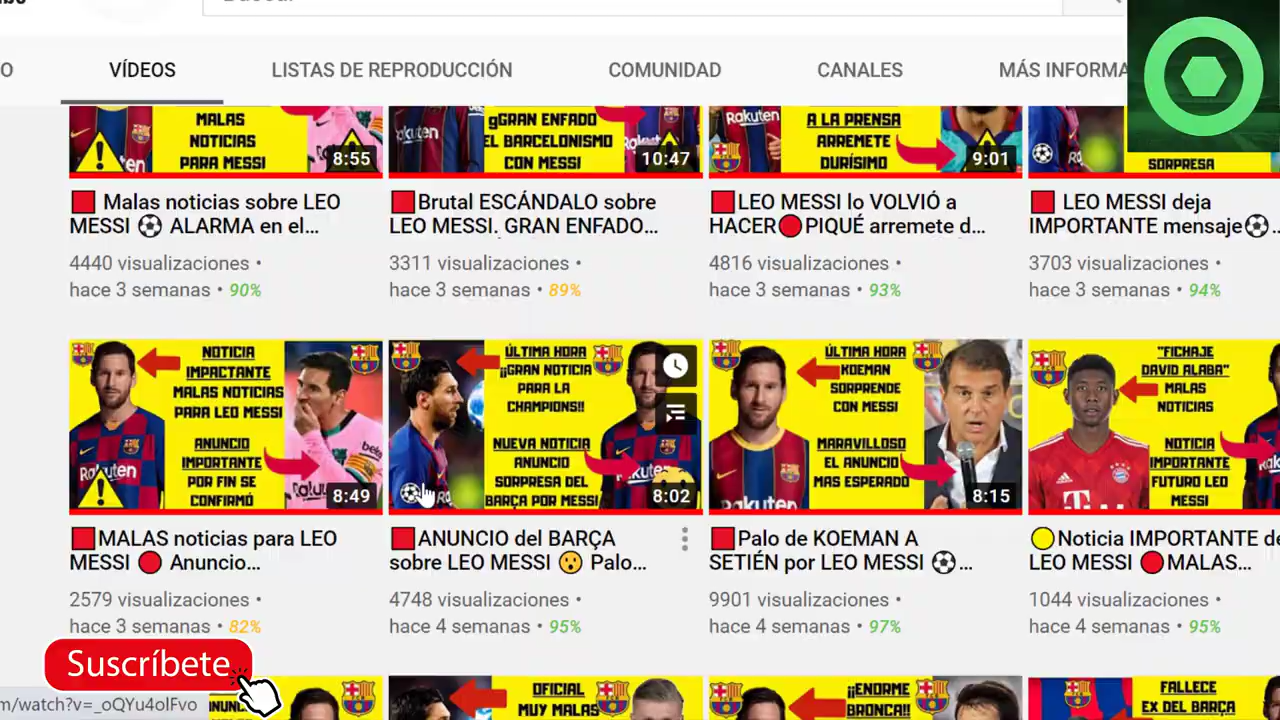 O
VÍDEOS
LISTAS DE REPRODUCCIÓN
COMUNIDAD
CANALES
MÁS INFORMA
MALAS
NOTICIAS
PARA MESSI
8:55
gGRAN ENFADO
EL BARCELONISMO
CON MESSI
10:47
Rakuten
A LA PRENSA
ARREMETE
DURÍSIMO
9:01
SORPRESA
Malas noticias sobre LEO
MESSI ⚽ ALARMA en el...
4440 visualizaciones •
hace 3 semanas • 90%
Brutal ESCÁNDALO sobre
LEO MESSI. GRAN ENFADO...
3311 visualizaciones •
hace 3 semanas • 89%
LEO MESSI lo VOLVIÓ a
HACER🔴PIQUÉ arremete d...
4816 visualizaciones •
hace 3 semanas • 93%
LEO MESSI deja
IMPORTANTE mensaje⚽...
3703 visualizaciones •
hace 3 semanas • 94%
NOTICIA
IMPACTANTE
MALAS NOTICIAS
PARA LEO MESSI
ANUNCIO
IMPORTANTE
POR FIN SE
CONFIRMÓ
Rakuten
8:49
ÚLTIMA HORA
¡¡GRAN NOTICIA
PARA LA
CHAMPIONS!!
NUEVA NOTICIA
ANUNCIO
SORPRESA DEL
BARÇA POR MESSI
8:02
ÚLTIMA HORA
KOEMAN
SORPRENDE
CON MESSI
MARAVILLOSO
EL ANUNCIO
MAS ESPERADO
Rakuten
8:15
"FICHAJE
DAVID ALABA"
MALAS
NOTICIAS
NOTICIA
IMPORTANTE
FUTURO LEO
MESSI
MALAS noticias para LEO
MESSI 🔴 Anuncio...
2579 visualizaciones •
hace 3 semanas • 82%
ANUNCIO del BARÇA
sobre LEO MESSI 😮 Palo...
4748 visualizaciones •
hace 4 semanas • 95%
Palo de KOEMAN A
SETIÉN por LEO MESSI ⚽...
9901 visualizaciones •
hace 4 semanas • 97%
Noticia IMPORTANTE de
LEO MESSI 🔴MALAS...
1044 visualizaciones •
hace 4 semanas • 95%
Suscríbete
m/watch?v=_oQYu4olFvo
OFICIAL
MUY MALAS
¡¡ENORME
BRONCA!!
FALLECE
EX DEL BARÇA